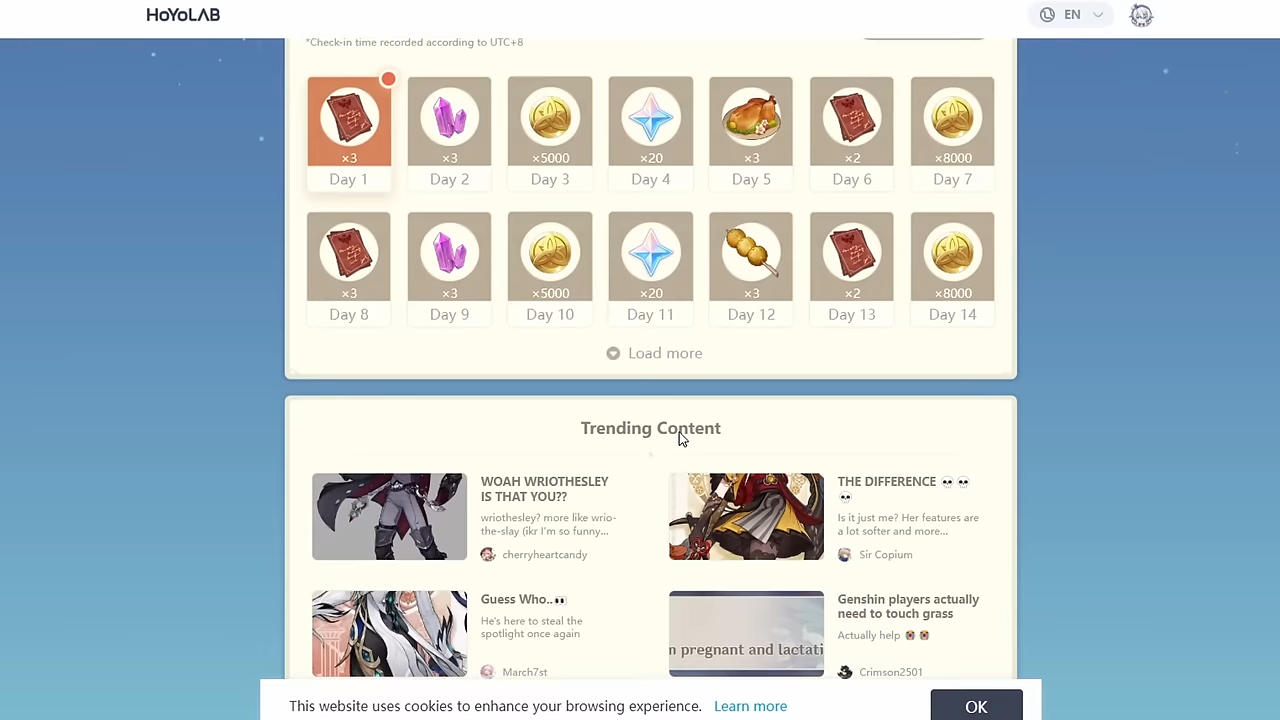 HoYoLAB
EN
*Check-in time recorded according to UTC+8
×3
×3
×5000
×20
×3
×2
×8000
Day 1
Day 2
Day 3
Day 4
Day 5
Day 6
Day 7
×3
×3
×5000
×20
×3
×2
×8000
Day 8
Day 9
Day 10
Day 11
Day 12
Day 13
Day 14
Load more
Trending Content
WOAH WRIOTHESLEY
IS THAT YOU??
wriothesley? more like wrio-
the-slay (ikr I'm so funny...
cherryheartcandy
THE DIFFERENCE 💀 💀
💀
Is it just me? Her features are
a lot softer and more...
Sir Copium
Guess Who..👀
He's here to steal the
spotlight once again
March7st
n pregnant and lactati
Genshin players actually
need to touch grass
Actually help
Crimson2501
This website uses cookies to enhance your browsing experience. Learn more
OK